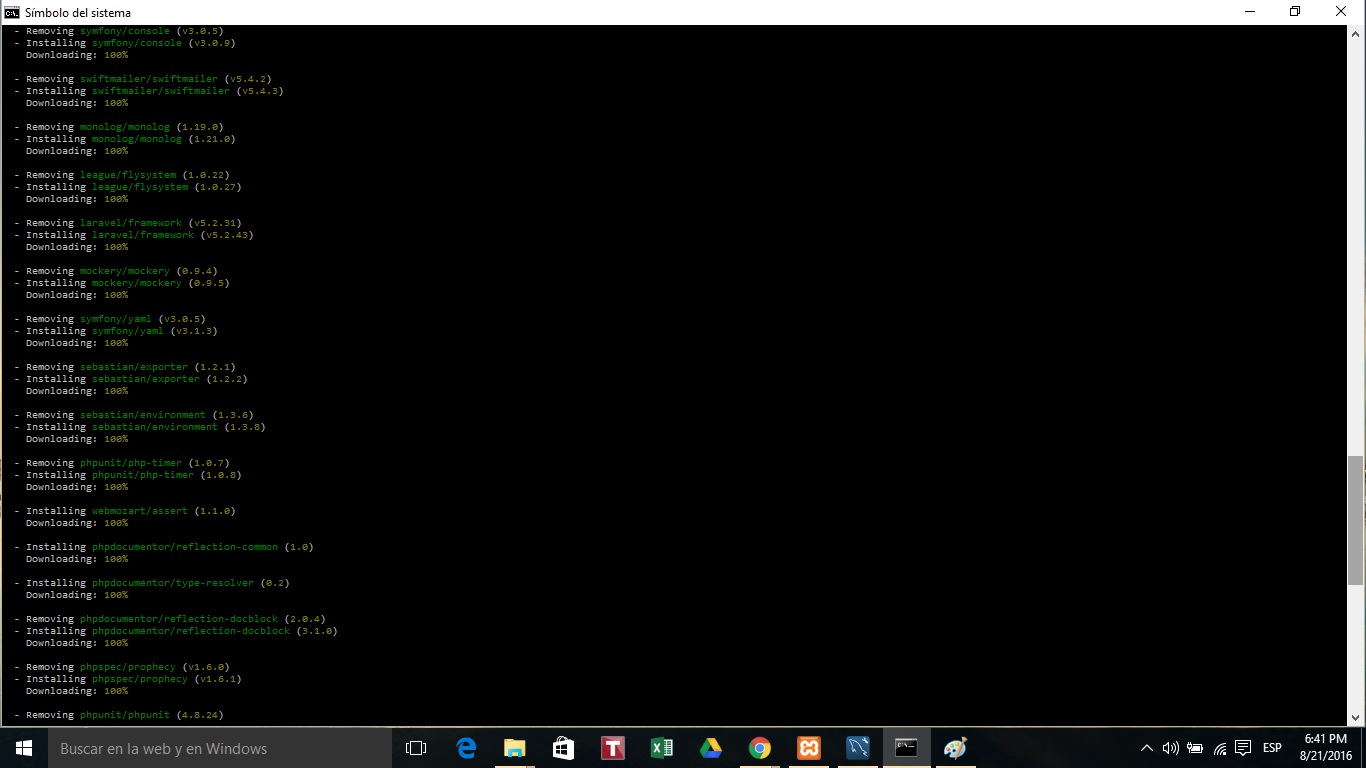 Símbolo del sistema
- Removing symfony/console (v3.0.5)
- Installing symfony/console (v3.0.9)
Downloading: 100%
- Removing swiftmailer/swiftmailer (v5.4.2)
- Installing swiftmailer/swiftmailer (v5.4.3)
Downloading: 100%
- Removing monolog/monolog (1.19.0)
- Installing monolog/monolog (1.21.0)
Downloading: 100%
- Removing league/flysystem (1.0.22)
- Installing league/flysystem (1.0.27)
Downloading: 100%
- Removing laravel/framework (v5.2.31)
- Installing laravel/framework (v5.2.43)
Downloading: 100%
- Removing mockery/mockery (0.9.4)
- Installing mockery/mockery (0.9.5)
Downloading: 100%
- Removing symfony/yaml (v3.0.5)
- Installing symfony/yaml (v3.1.3)
Downloading: 100%
- Removing sebastian/exporter (1.2.1)
- Installing sebastian/exporter (1.2.2)
Downloading: 100%
- Removing sebastian/environment (1.3.6)
- Installing sebastian/environment (1.3.8)
Downloading: 100%
- Removing phpunit/php-timer (1.0.7)
- Installing phpunit/php-timer (1.0.8)
Downloading: 100%
- Installing webmozart/assert (1.1.0)
Downloading: 100%
- Installing phpdocumentor/reflection-common (1.0)
Downloading: 100%
- Installing phpdocumentor/type-resolver (0.2)
Downloading: 100%
- Removing phpdocumentor/reflection-docblock (2.0.4)
- Installing phpdocumentor/reflection-docblock (3.1.0)
Downloading: 100%
- Removing phpspec/prophecy (v1.6.0)
- Installing phpspec/prophecy (v1.6.1)
Downloading: 100%
- Removing phpunit/phpunit (4.8.24)
Buscar en la web y en Windows
ESP
6:41 PM
8/21/2016